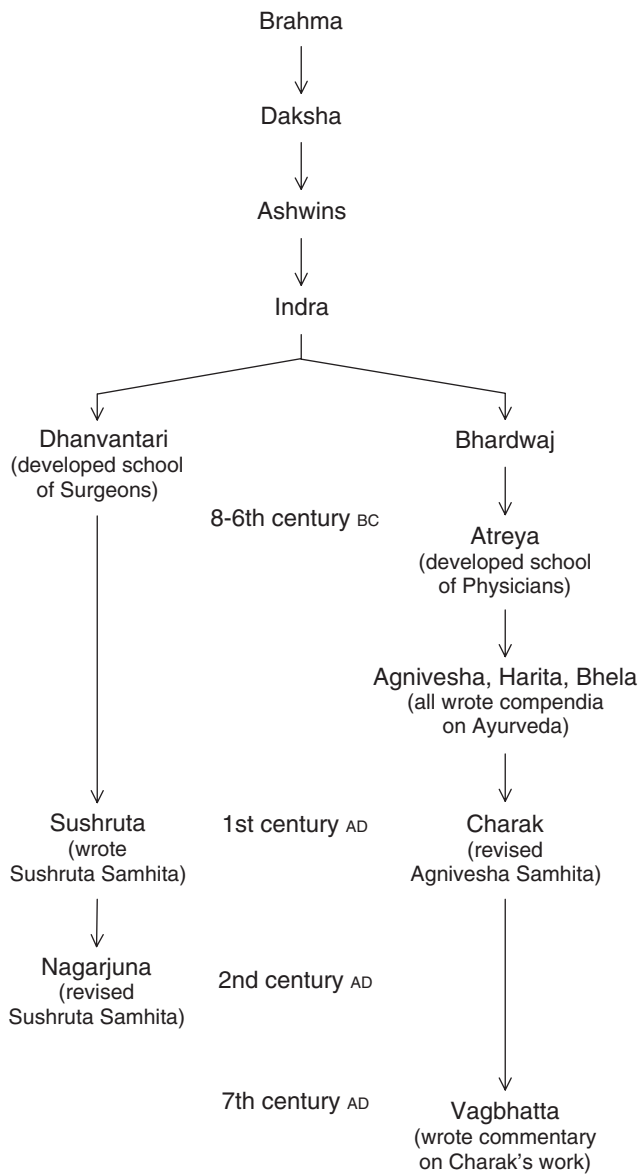 Brahma
Daksha
Ashwins
Indra
Dhanvantari
(developed school
of Surgeons)
Bhardwaj
8-6th century BC
Atreya
(developed school
of Physicians)
Agnivesha, Harita, Bhela
(all wrote compendia
on Ayurveda)
Sushruta
(wrote
Sushruta Samhita)
1st century AD
Charak
(revised
Agnivesha Samhita)
Nagarjuna
(revised
Sushruta Samhita)
2nd century AD
7th century AD
Vagbhatta
(wrote commentary
on Charak's work)